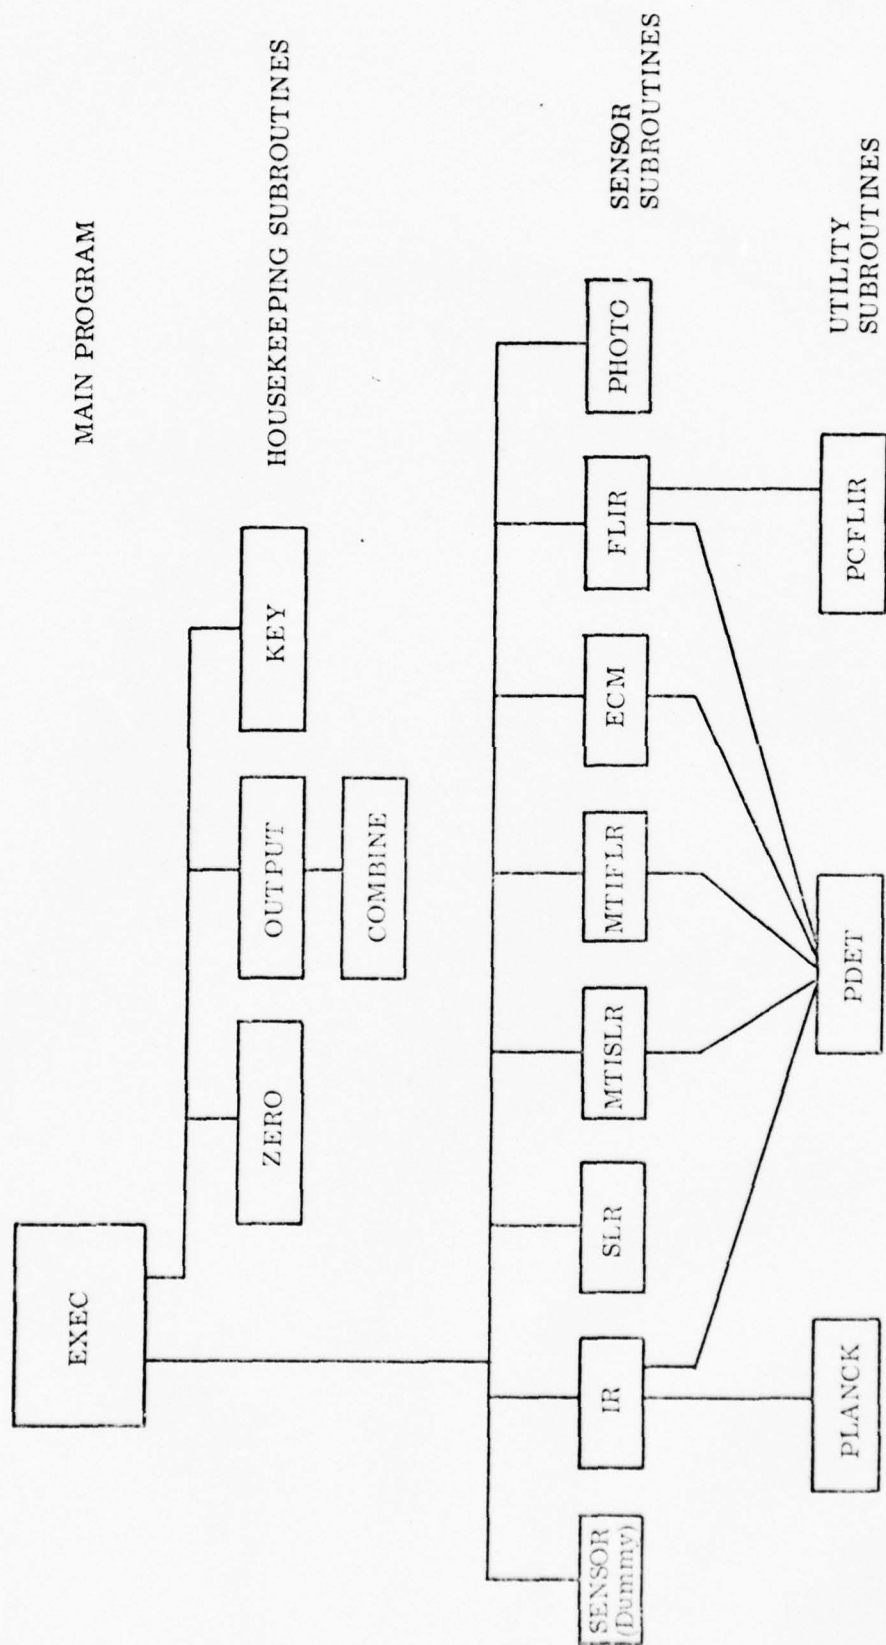 MAIN PROGRAM
EXEC
HOUSEKEEPING SUBROUTINES
ZERO
OUTPUT
KEY
COMBINE
SENSOR
SUBROUTINES
SENSOR
(Dummy)
IR
SLR
MTISLR
MTIFLR
ECM
FLIR
PHOTO
UTILITY
SUBROUTINES
PLANCK
PDET
PCFLIR